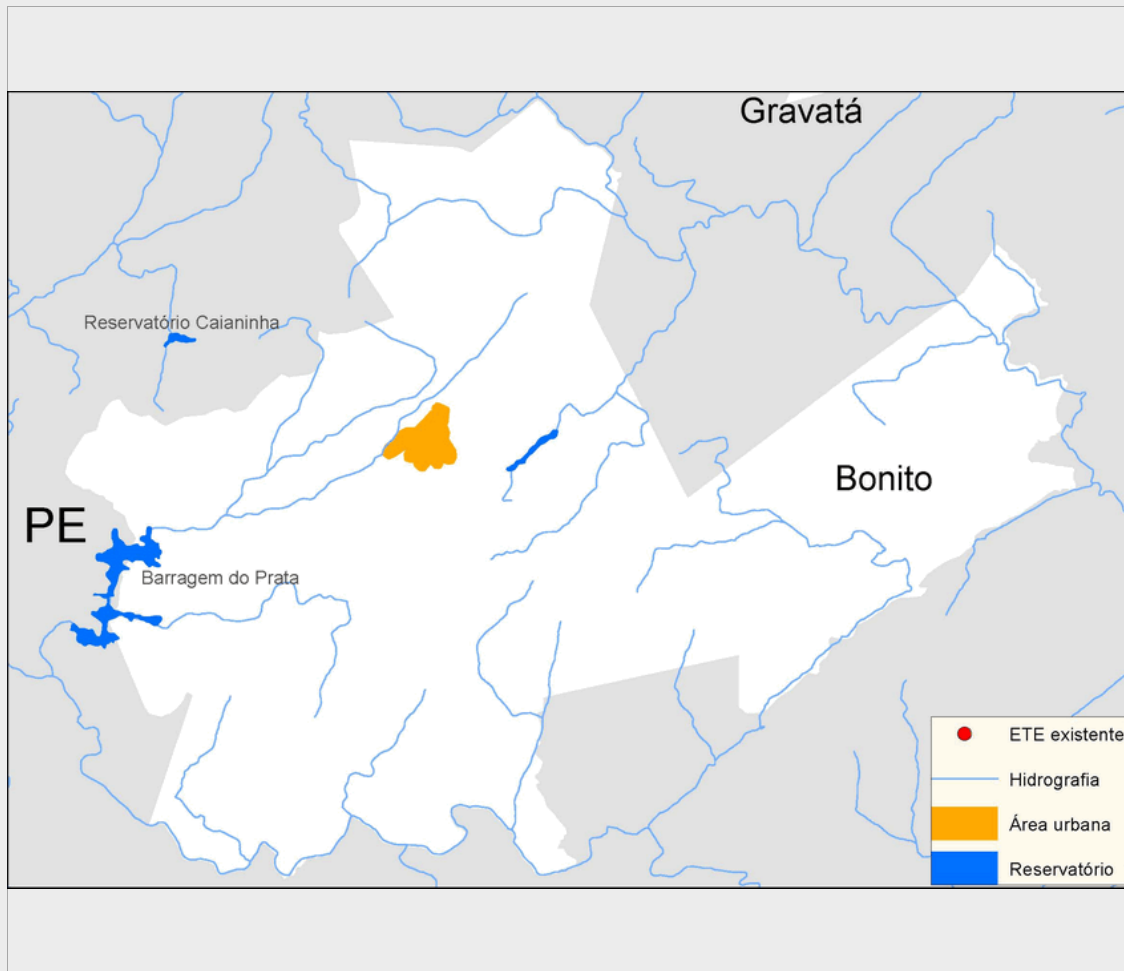 Gravatá
Reservatório Caianinha
Bonito
PE
Barragem do Prata
ETE existente
Hidrografia
Área urbana
Reservatório